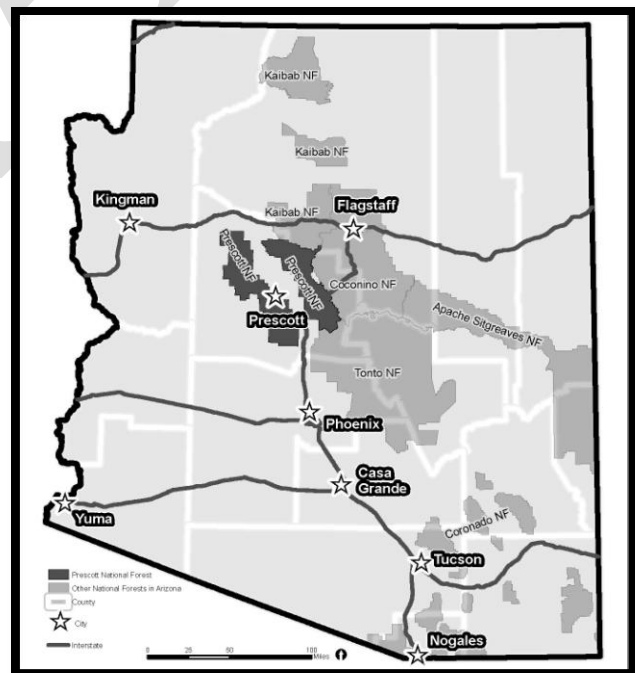 Kaibab NF
Kaibab NF
Kingman
Kaibab NF
Flagstaff
Prescott NF
Prescott NF
Coconino NF
Prescott
Apache Sitgreaves NF
Tonto NF
Phoenix
Casa
Grande
Yuma
Coronado NF
Tucson
Nogales
Prescott National Forest
Other National Forests in Arizona
County
City
Interstate
0 25 50 100
Miles